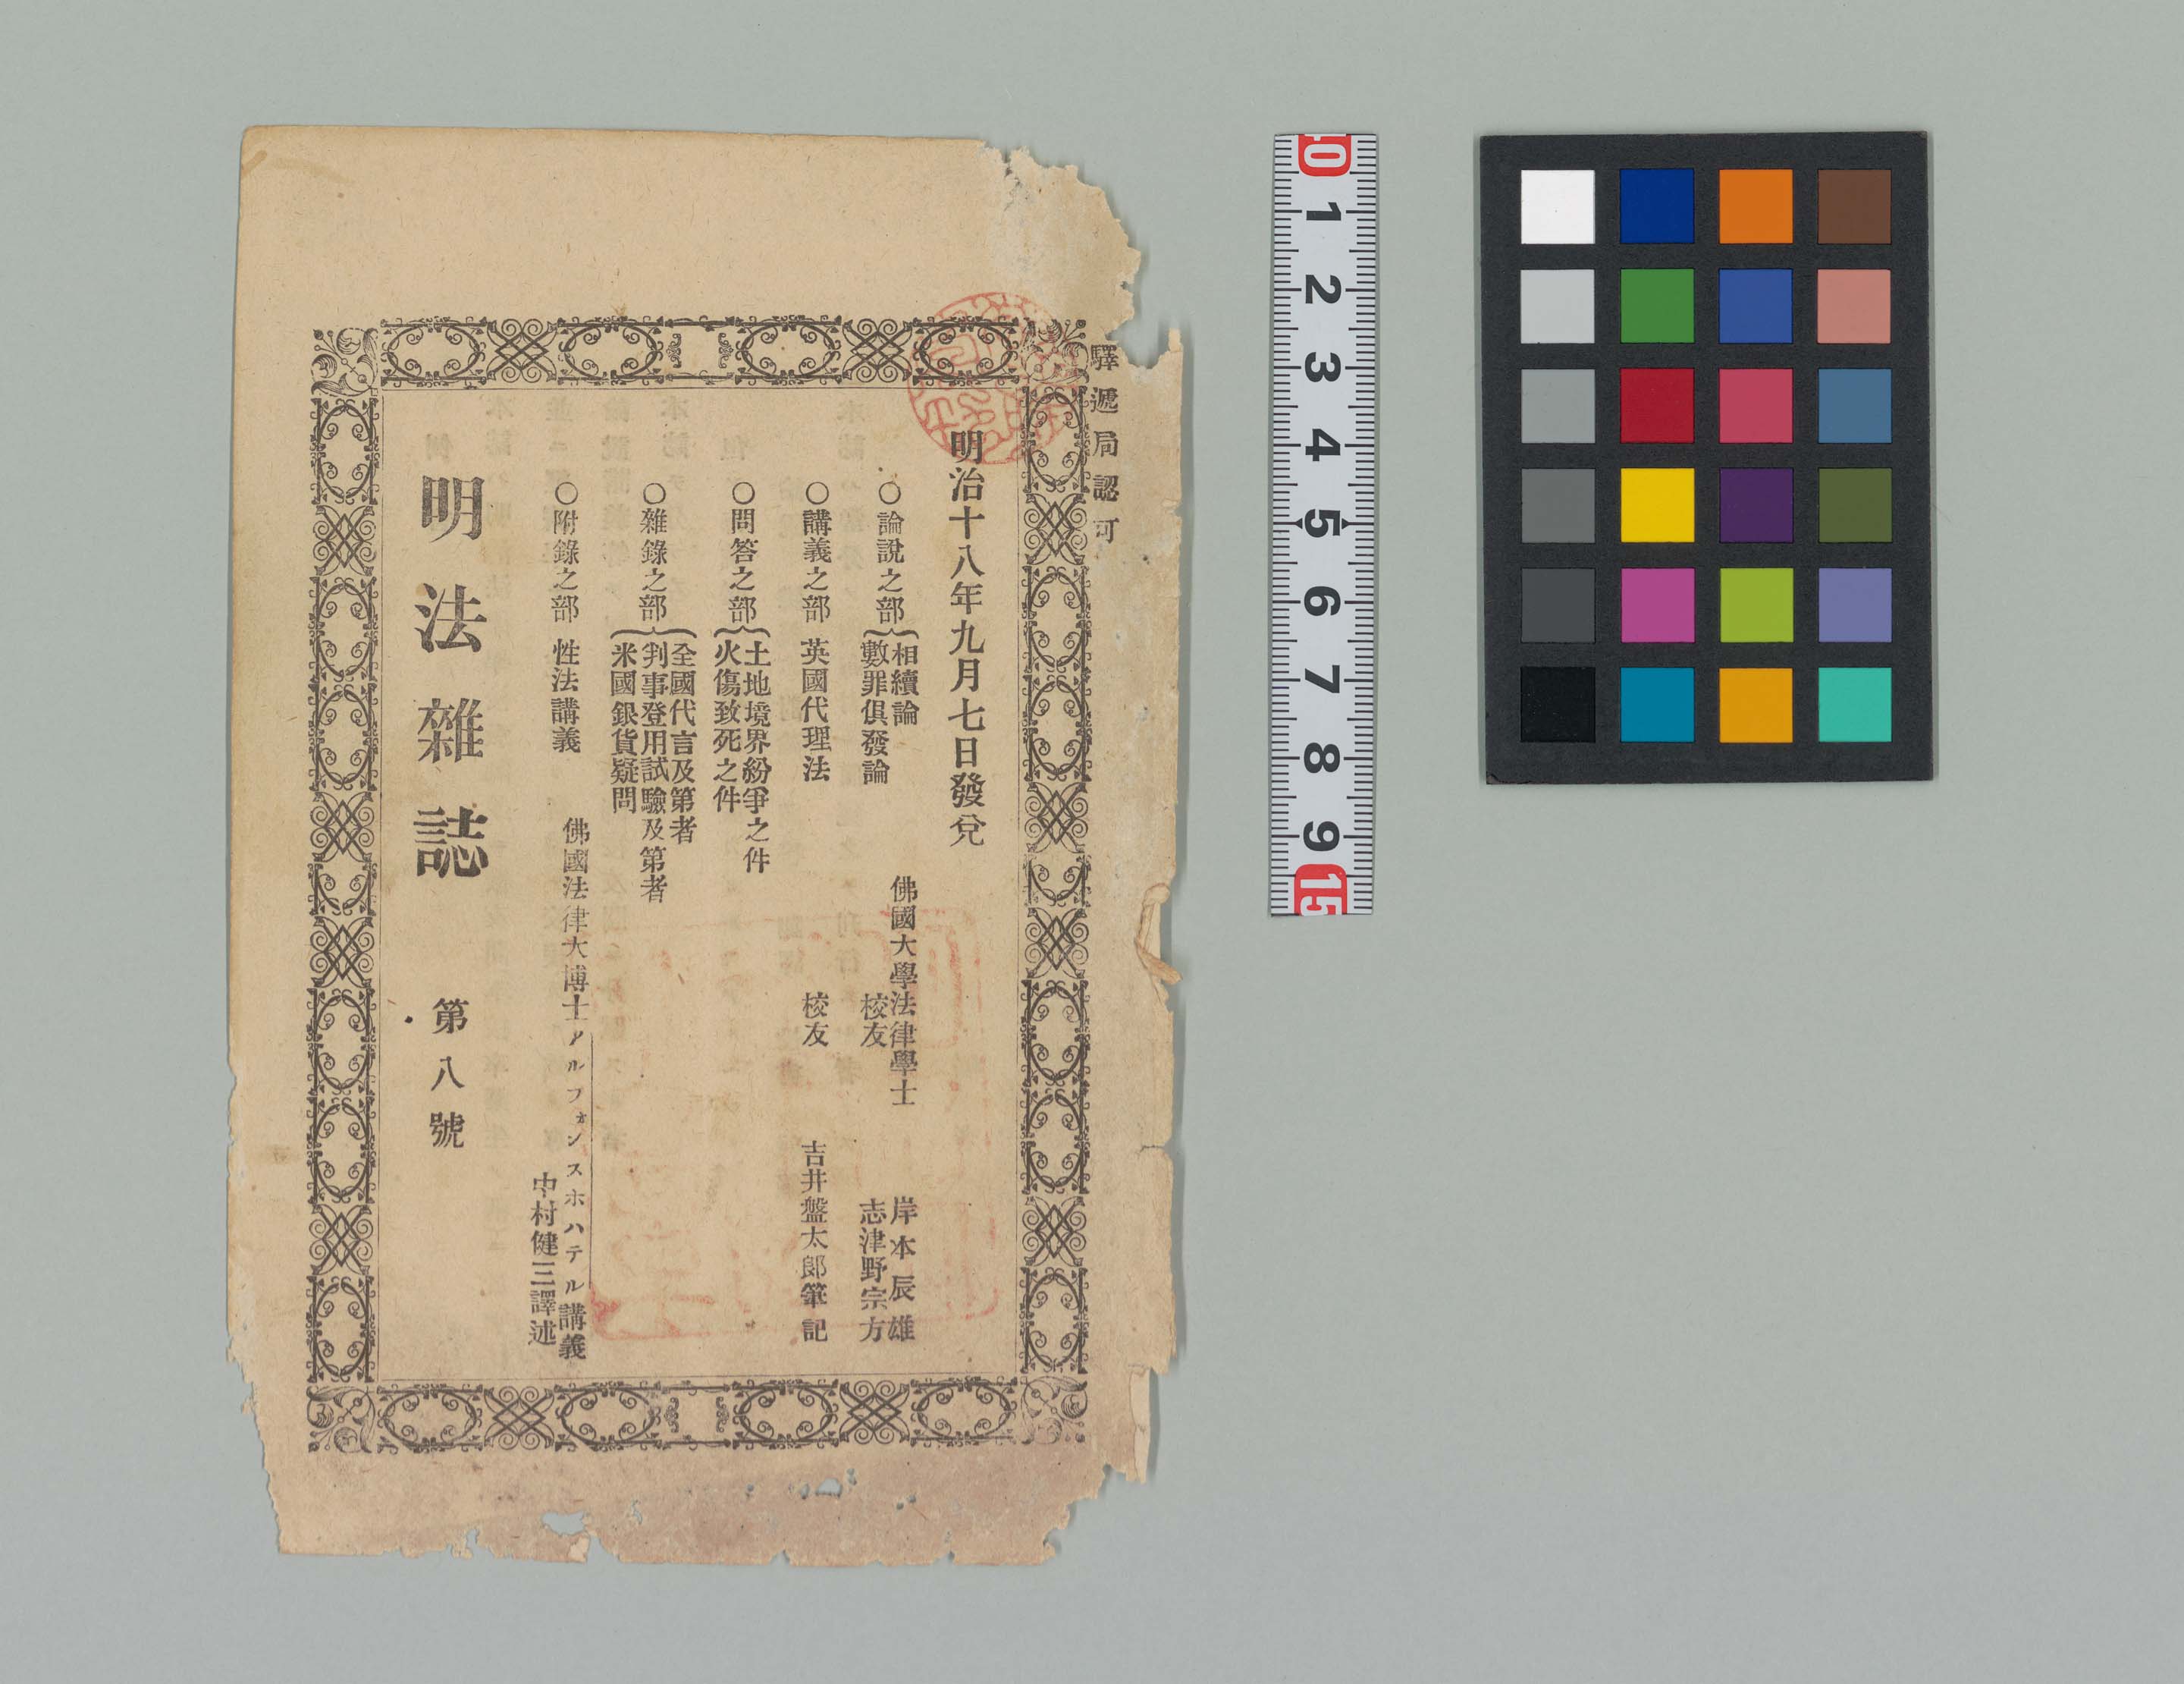 驛遞局認可
明治十八年九月七日發兌
○論說之部
相續論
佛國大學法律學士
岸本辰雄
數罪俱發論
校友
志津野宗方
○講義之部 英國代理法
校友
吉井盤太郞筆記
○問答之部
土地境界紛爭之件
火傷致死之件
○雜錄之部
全國代言及第者
判事登用試驗及第者
米國銀貨疑問
○附錄之部 性法講義
佛國法律大博士アルフォンスホハテル講義
中村健三譯述
明法雜誌
第八號
0 1 2 3 4 5 6 7 8 9